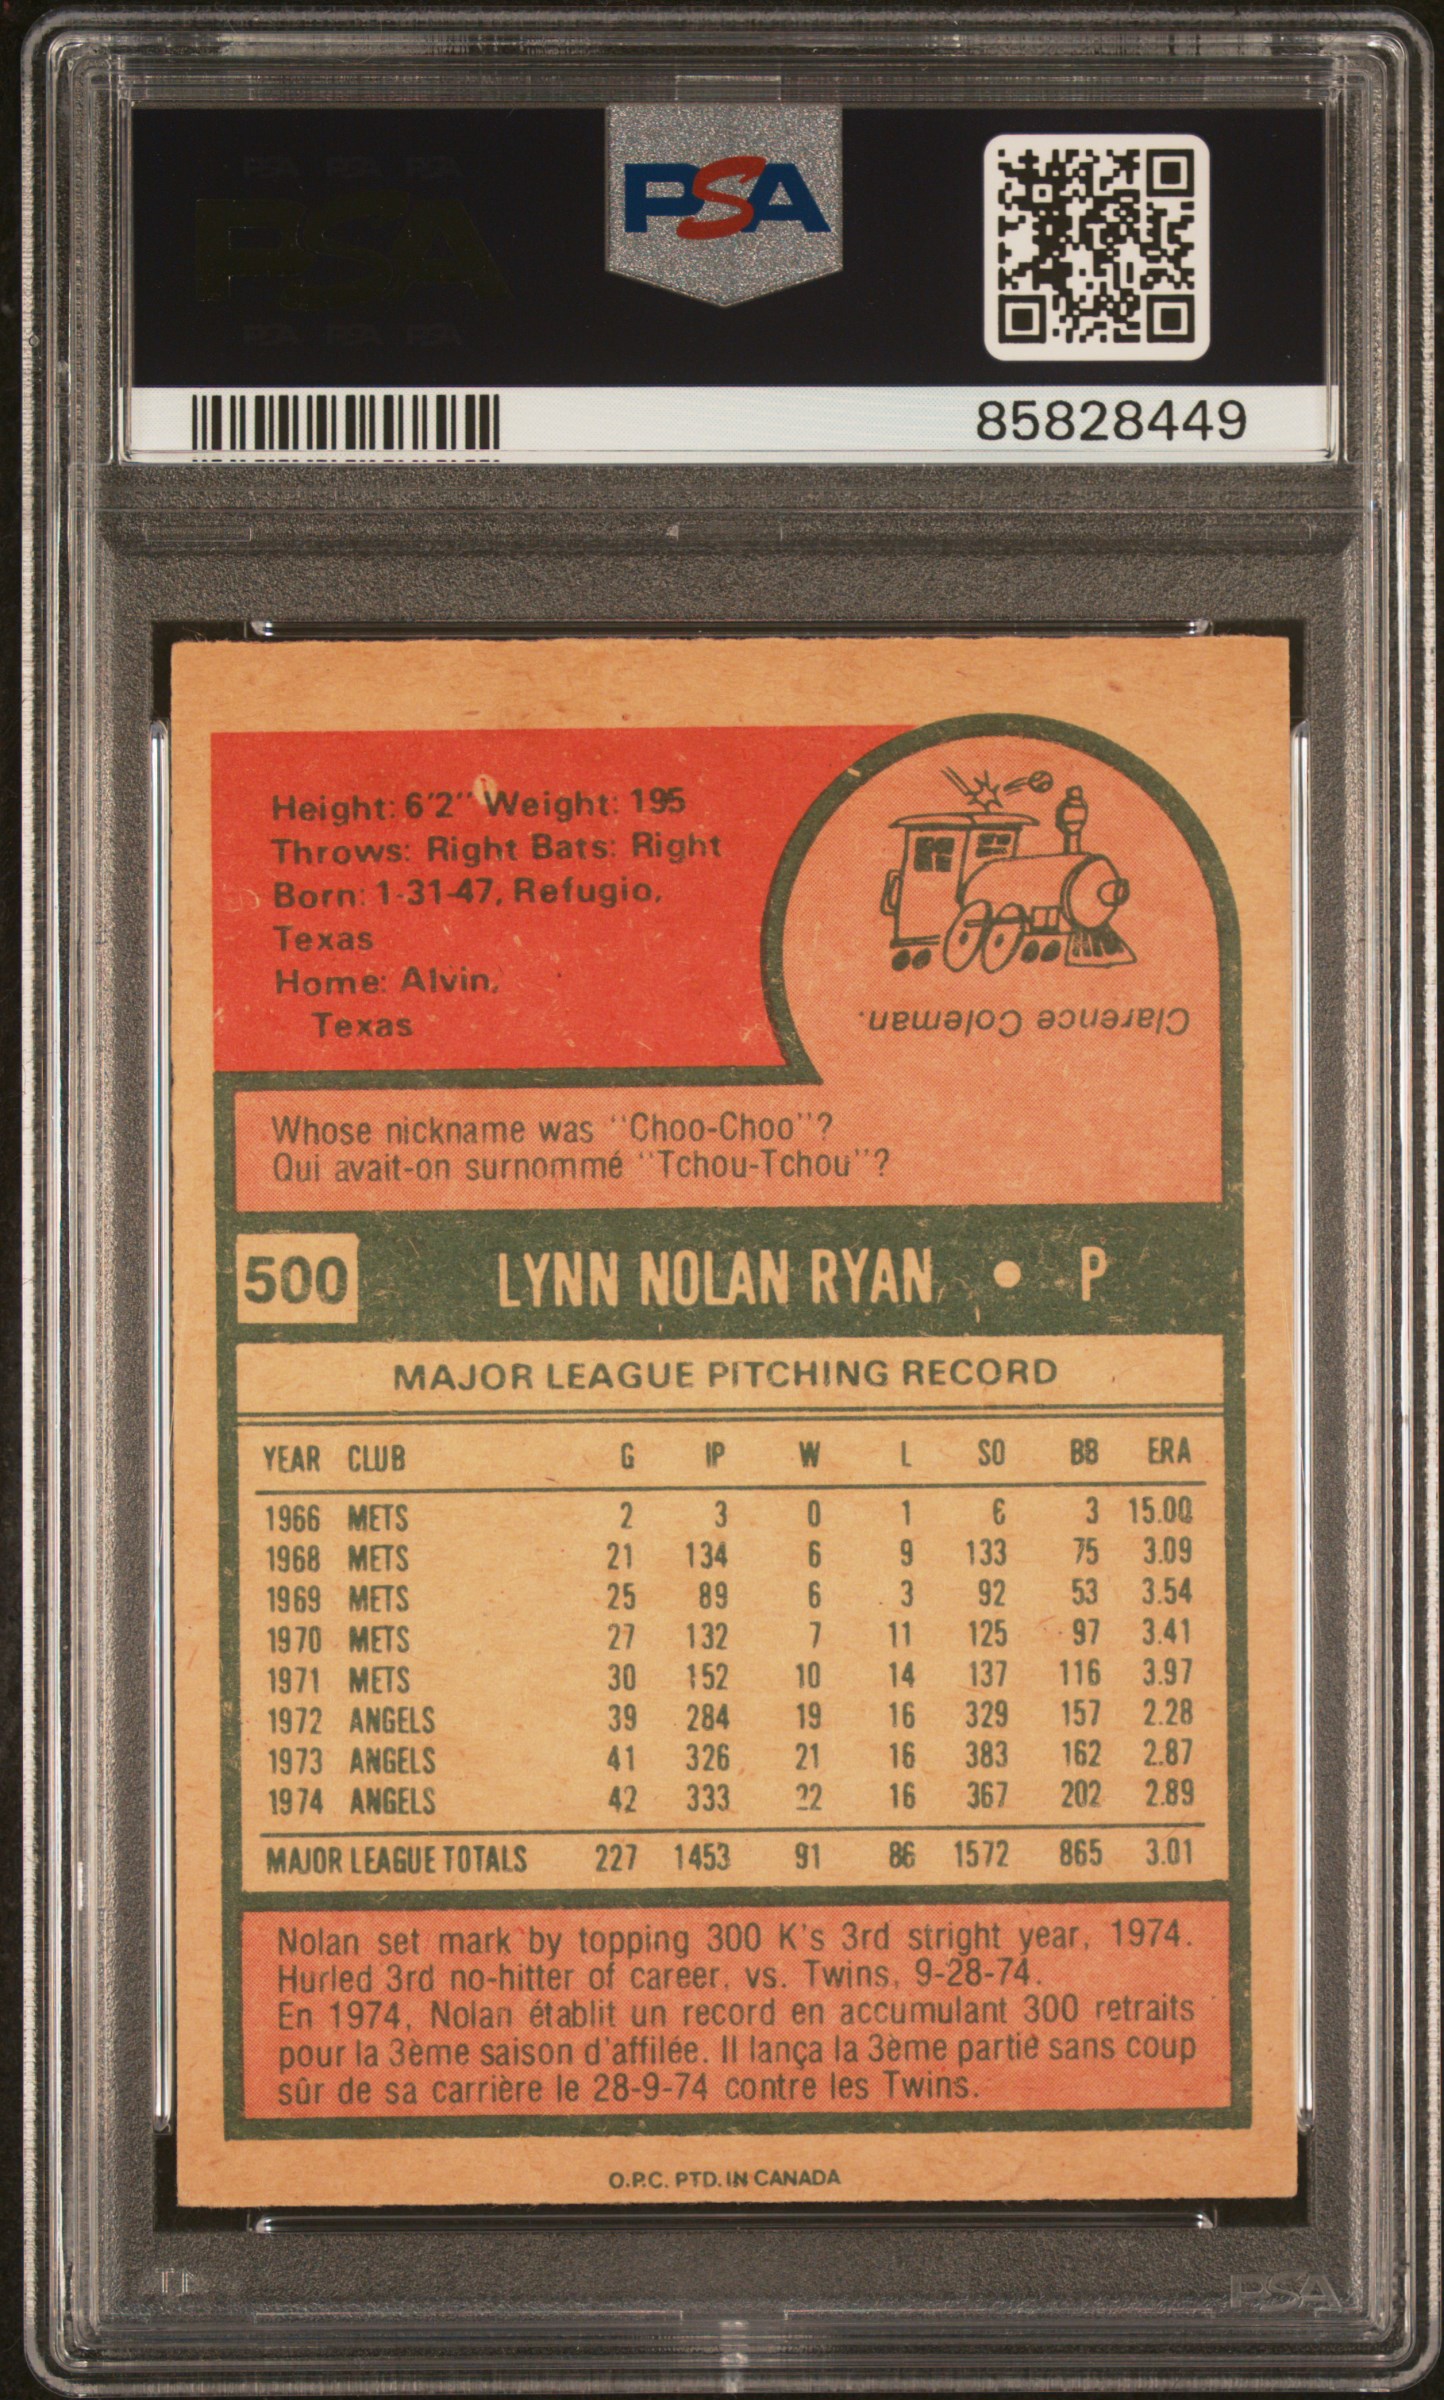 PSA PSA PSA
PSA
PSA PSA PSA
PSA
85828449
Height: 6'2" Weight: 195
Throws: Right Bats: Right
Born: 1-31-47, Refugio,
Texas
Home: Alvin,
Texas
Clarence Coleman.
Whose nickname was "Choo-Choo"?
Qui avait-on surnommé "Tchou-Tchou"?
500 LYNN NOLAN RYAN • P
MAJOR LEAGUE PITCHING RECORD
YEAR CLUB G IP W L SO BB ERA
1966 METS 2 3 0 1 6 3 15.00
1968 METS 21 134 6 9 133 75 3.09
1969 METS 25 89 6 3 92 53 3.54
1970 METS 27 132 7 11 125 97 3.41
1971 METS 30 152 10 14 137 116 3.97
1972 ANGELS 39 284 19 16 329 157 2.28
1973 ANGELS 41 326 21 16 383 162 2.87
1974 ANGELS 42 333 22 16 367 202 2.89
MAJOR LEAGUE TOTALS 227 1453 91 86 1572 865 3.01
Nolan set mark by topping 300 K's 3rd stright year, 1974.
Hurled 3rd no-hitter of career, vs. Twins, 9-28-74.
En 1974, Nolan établit un record en accumulant 300 retraits
pour la 3ème saison d'affilée. Il lança la 3ème partie sans coup
sûr de sa carrière le 28-9-74 contre les Twins.
O.P.C. PTD. IN CANADA
PSA